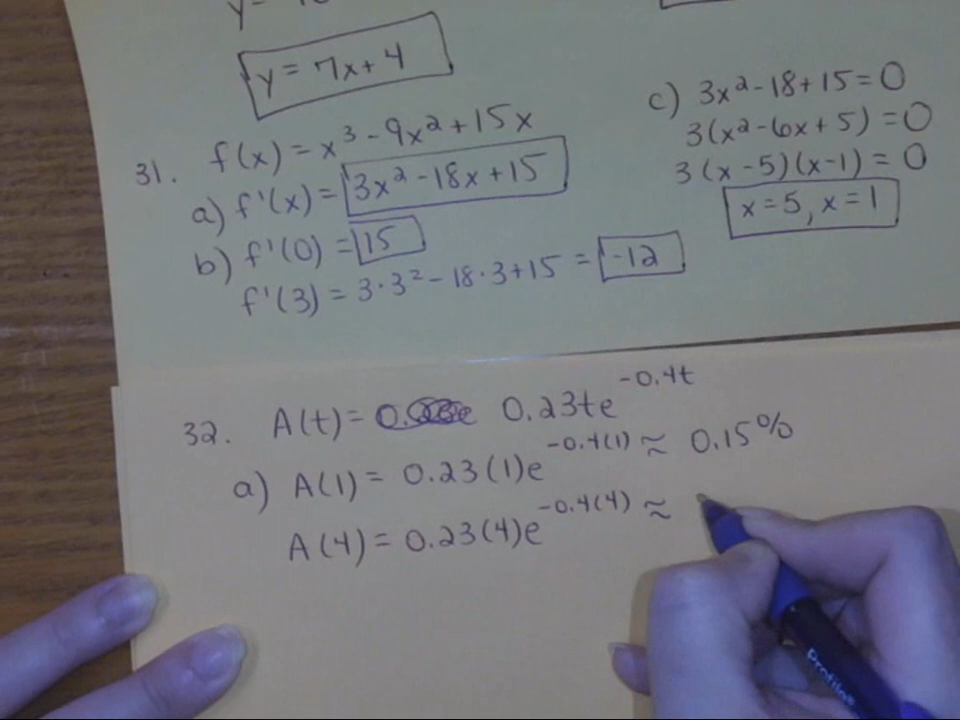 y = 7x+4
31. f(x) = x³ - 9x² + 15x
a) f'(x) = 3x² - 18x + 15
b) f'(0) = 15
f'(3) = 3·3² - 18·3 + 15 = -12
c) 3x² - 18 + 15 = 0
3(x² - 6x + 5) = 0
3(x - 5)(x - 1) = 0
x = 5, x = 1
32. A(t) = 0.23te^-0.4t
a) A(1) = 0.23(1)e^-0.4(1) ≈ 0.15%
A(4) = 0.23(4)e^-0.4(4) ≈